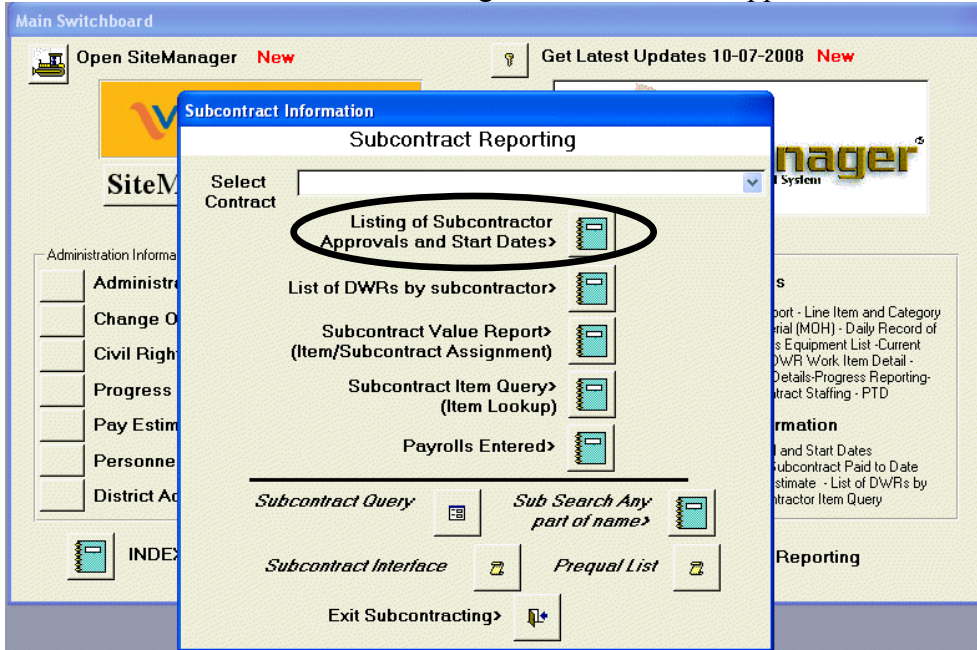 Main Switchboard
Open SiteManager New
Get Latest Updates 10-07-2008 New
Subcontract Information
Subcontract Reporting
nager
System
SiteM
Select
Contract
Listing of Subcontractor
Approvals and Start Dates>
Administration Informa
Administra
List of DWRs by subcontractor>
s
Change O
Subcontract Value Report>
(Item/Subcontract Assignment)
port - Line Item and Category
erial (MOH) - Daily Record of
s Equipment List -Current
DWR Work Item Detail -
Details-Progress Reporting-
tract Staffing - PTD
Civil Righ
Progress
Subcontract Item Query>
(Item Lookup)
Pay Estim
rmation
Payrolls Entered>
l and Start Dates
Subcontract Paid to Date
stimate - List of DWRs by
ntractor Item Query
Personne
District Ad
Subcontract Query
Sub Search Any
part of name>
INDEX
Subcontract Interface
Prequal List
Reporting
Exit Subcontracting>